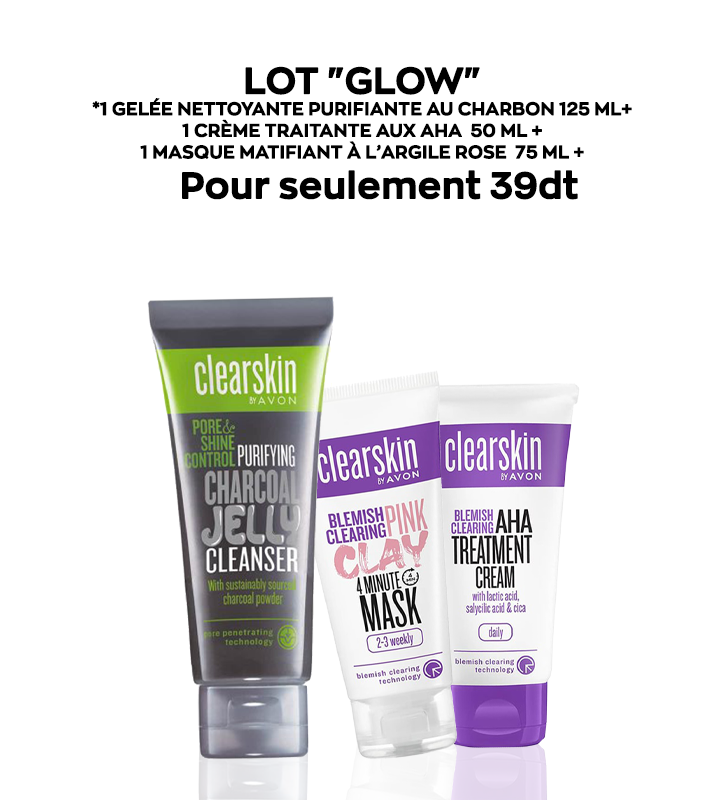 LOT "GLOW"
*1 GELÉE NETTOYANTE PURIFIANTE AU CHARBON 125 ML+
1 CRÈME TRAITANTE AUX AHA 50 ML +
1 MASQUE MATIFIANT À L'ARGILE ROSE 75 ML +
Pour seulement 39dt
clearskin
BY AVON
PORE &
SHINE
CONTROL PURIFYING
CHARCOAL
JELLY
CLEANSER
With sustainably sourced
charcoal powder
pore penetrating
technology
clearskin
BY AVON
BLEMISH
CLEARING PINK
CLAY
4 MINUTE
MASK
2-3 weekly
blemish clearing
technology
clearskin
BY AVON
BLEMISH
CLEARING AHA
TREATMENT
CREAM
with lactic acid,
salycilic acid & cica
daily
blemish clearing
technology